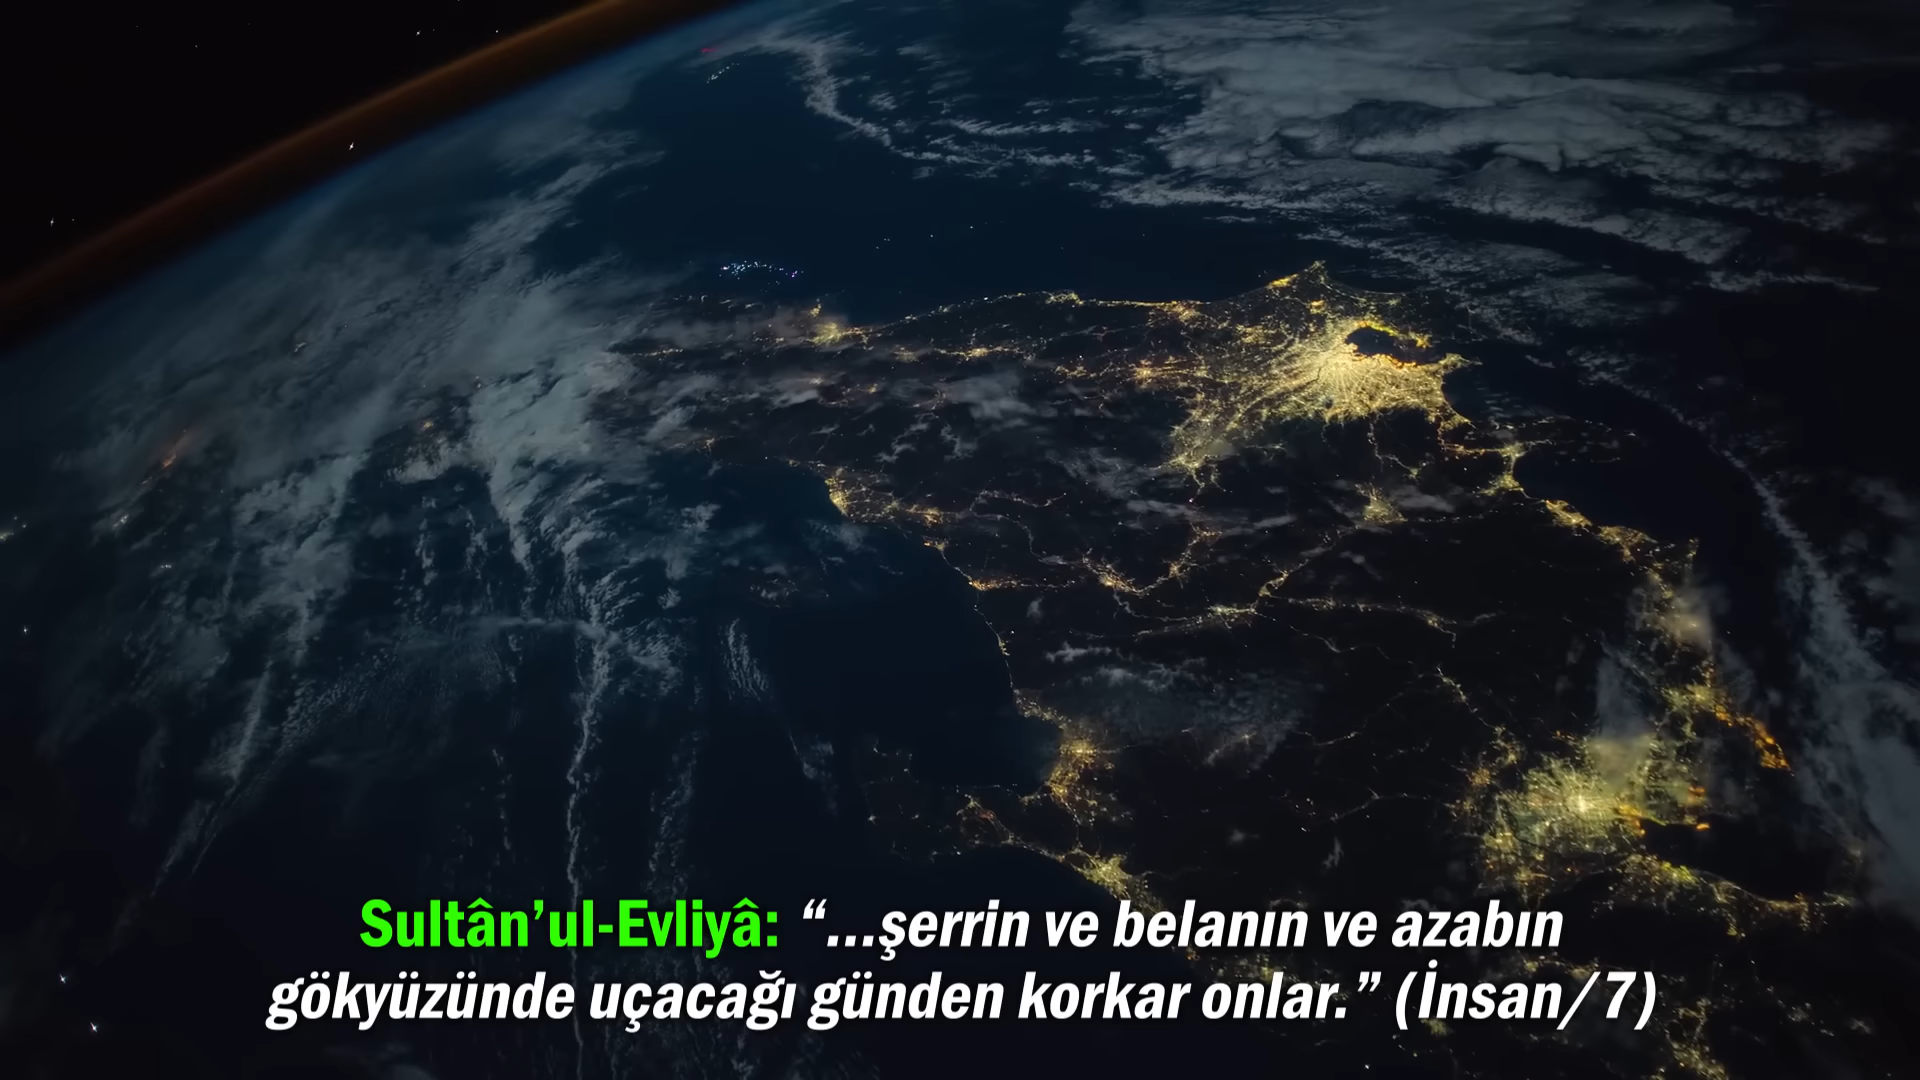 Sultân’ul-Evliyâ: “...şerrin ve belanın ve azabın
gökyüzünde uçacağı günden korkar onlar.” (İnsan/7)